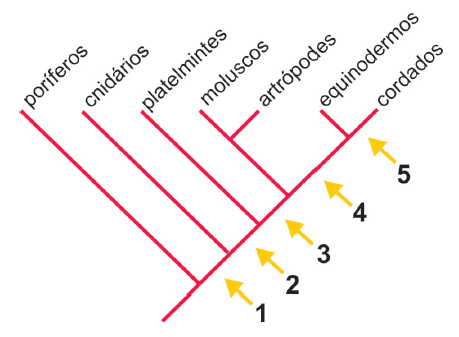 poríferos
cnidários
platelmintes
moluscos
artrópodes
equinodermos
cordados
5
4
3
2
1